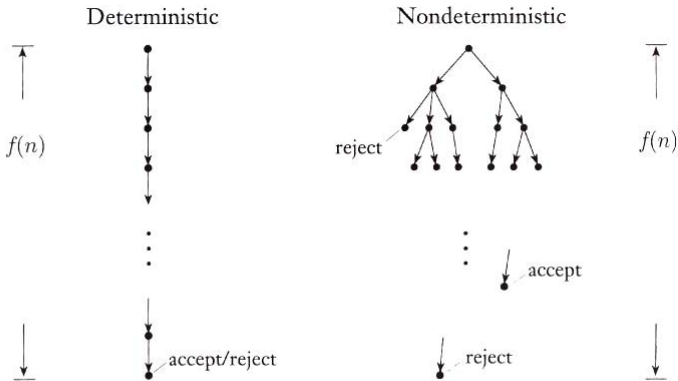 Deterministic
Nondeterministic
f(n)
reject
f(n)
accept
accept/reject
reject